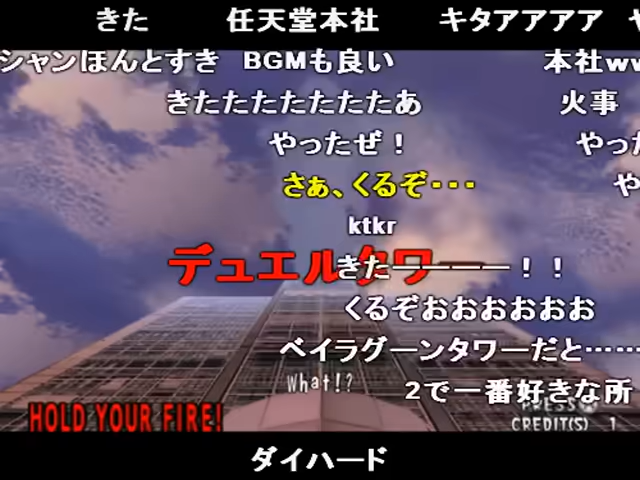 きた 任天堂本社 キタアアアア
シャンほんとすき BGMも良い 本社ww
きたたたたたたたあ 火事
やったぜ！ やった
さぁ、くるぞ・・・ や
ktkr
デュエルタワー
きた――――！！
くるぞおおおおおお
ベイラグーンタワーだと……
What!?
2で一番好きな所
HOLD YOUR FIRE!
PRESS
CREDIT(S) 1
ダイハード